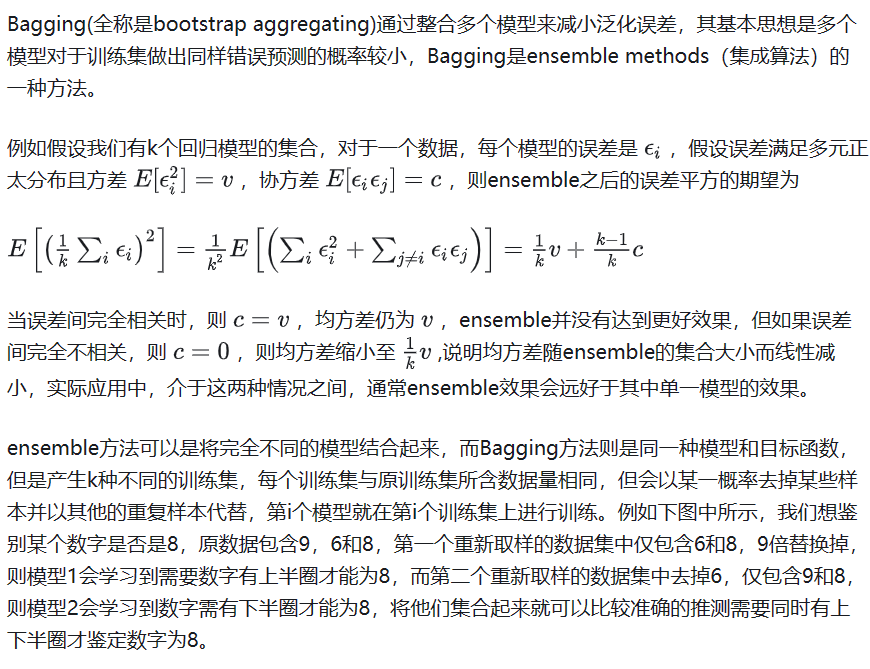 Bagging(全称是bootstrap aggregating)通过整合多个模型来减小泛化误差，其基本思想是多个
模型对于训练集做出同样错误预测的概率较小，Bagging是ensemble methods（集成算法）的
一种方法。
例如假设我们有k个回归模型的集合，对于一个数据，每个模型的误差是 ϵ_i ，假设误差满足多元正
太分布且方差 E[ϵ_i^2] = v ，协方差 E[ϵ_iϵ_j] = c ，则ensemble之后的误差平方的期望为
E[(1/k ∑_i ϵ_i)^2] = 1/k^2 E[(∑_i ϵ_i^2 + ∑_{j≠i} ϵ_iϵ_j)] = 1/k v + (k−1)/k c
当误差间完全相关时，则 c = v ，均方差仍为 v ，ensemble并没有达到更好效果，但如果误差
间完全不相关，则 c = 0 ，则均方差缩小至 1/k v ,说明均方差随ensemble的集合大小而线性减
小，实际应用中，介于这两种情况之间，通常ensemble效果会远好于其中单一模型的效果。
ensemble方法可以是将完全不同的模型结合起来，而Bagging方法则是同一种模型和目标函数，
但是产生k种不同的训练集，每个训练集与原训练集所含数据量相同，但会以某一概率去掉某些样
本并以其他的重复样本代替，第i个模型就在第i个训练集上进行训练。例如下图中所示，我们想鉴
别某个数字是否是8，原数据包含9，6和8，第一个重新取样的数据集中仅包含6和8，9倍替换掉，
则模型1会学习到需要数字有上半圈才能为8，而第二个重新取样的数据集中去掉6，仅包含9和8，
则模型2会学习到数字需有下半圈才能为8，将他们集合起来就可以比较准确的推测需要同时有上
下半圈才鉴定数字为8。